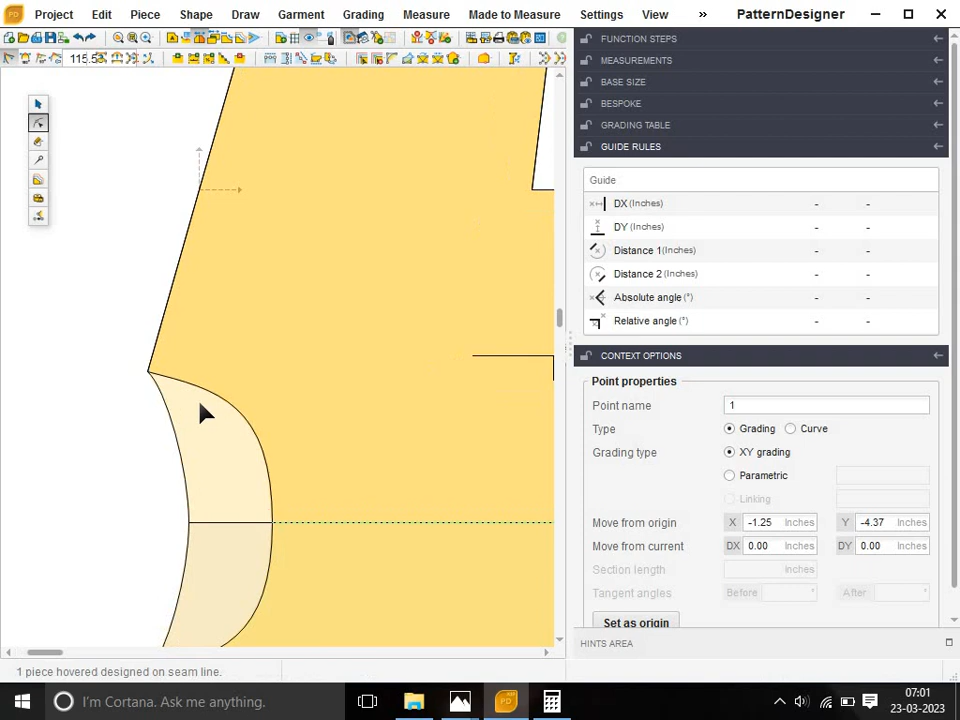 Project Edit Piece Shape Draw Garment Grading Measure Made to Measure Settings View » PatternDesigner
115.53
FUNCTION STEPS
MEASUREMENTS
BASE SIZE
BESPOKE
GRADING TABLE
GUIDE RULES
Guide
DX (Inches) - -
DY (Inches) - -
Distance 1(Inches) - -
Distance 2 (Inches) - -
Absolute angle (°) - -
Relative angle (°) - -
CONTEXT OPTIONS
Point properties
Point name 1
Type Grading Curve
Grading type XY grading
Parametric
Linking
Move from origin X -1.25 Inches Y -4.37 Inches
Move from current DX 0.00 Inches DY 0.00 Inches
Section length Inches
Tangent angles Before ° After °
Set as origin
HINTS AREA
1 piece hovered designed on seam line.
I'm Cortana. Ask me anything.
PD
07:01
23-03-2023